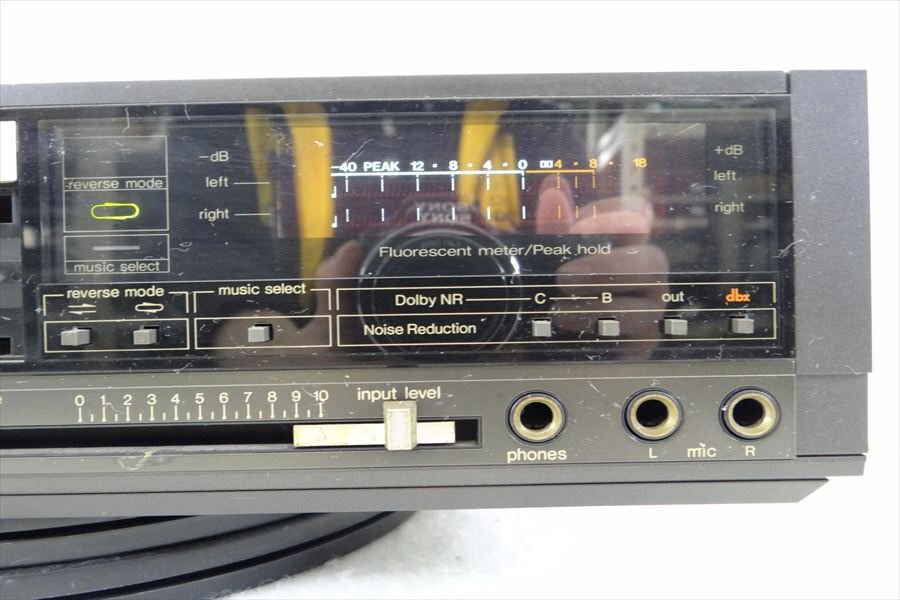 -dB
-40 PEAK 12 · 8 · 4 · 0 4 · 8 · 18
+dB
left left
reverse mode
right right
Fluorescent meter/Peak hold
music select
reverse mode music select
Dolby NR C B out dbx
Noise Reduction
0 1 2 3 4 5 6 7 8 9 10
input level
phones L mic R